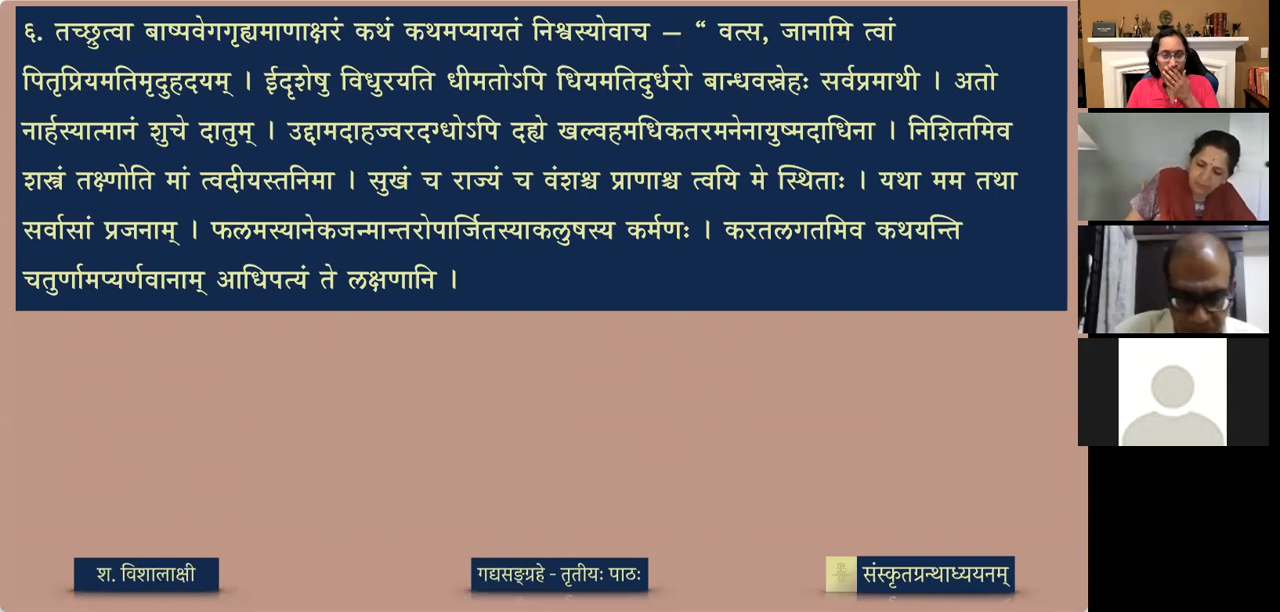 ६. तच्छ्रुत्वा बाष्पवेगगृह्यमाणाक्षरं कथं कथमप्यायतं निश्वस्योवाच – “ वत्स, जानामि त्वां
पितृप्रियमतिमृदुहृदयम् । ईदृशेषु विधुरयति धीमतोऽपि धियमतिदुर्धरो बान्धवस्नेहः सर्वप्रमाथी । अतो
नार्हस्यात्मानं शुचे दातुम् । उद्दामदाहज्वरदग्धोऽपि दह्ये खल्वहमधिकतरमनेनायुष्मदाधिना । निशितमिव
शस्त्रं तक्ष्णोति मां त्वदीयस्तनिमा । सुखं च राज्यं च वंशश्च प्राणाश्च त्वयि मे स्थिताः । यथा मम तथा
सर्वासां प्रजनाम् । फलमस्यानेकजन्मान्तरोपार्जितस्याकलुषस्य कर्मणः । करतलगतमिव कथयन्ति
चतुर्णामप्यर्णवानाम् आधिपत्यं ते लक्षणानि ।
श. विशालाक्षी
गद्यसङ्ग्रहे - तृतीयः पाठः
संस्कृतग्रन्थाध्ययनम्